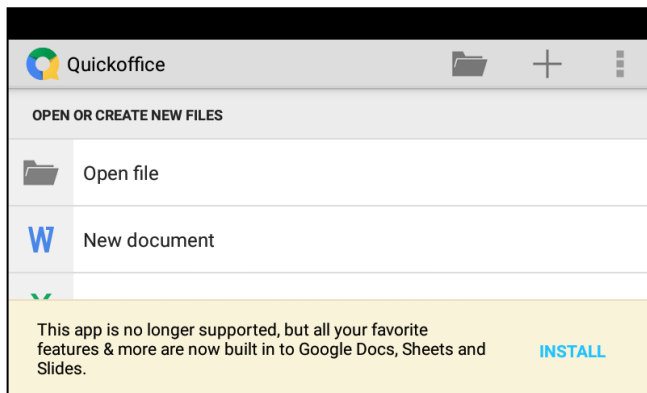 Quickoffice
OPEN OR CREATE NEW FILES
Open file
W New document
This app is no longer supported, but all your favorite
features & more are now built in to Google Docs, Sheets and
Slides.
INSTALL